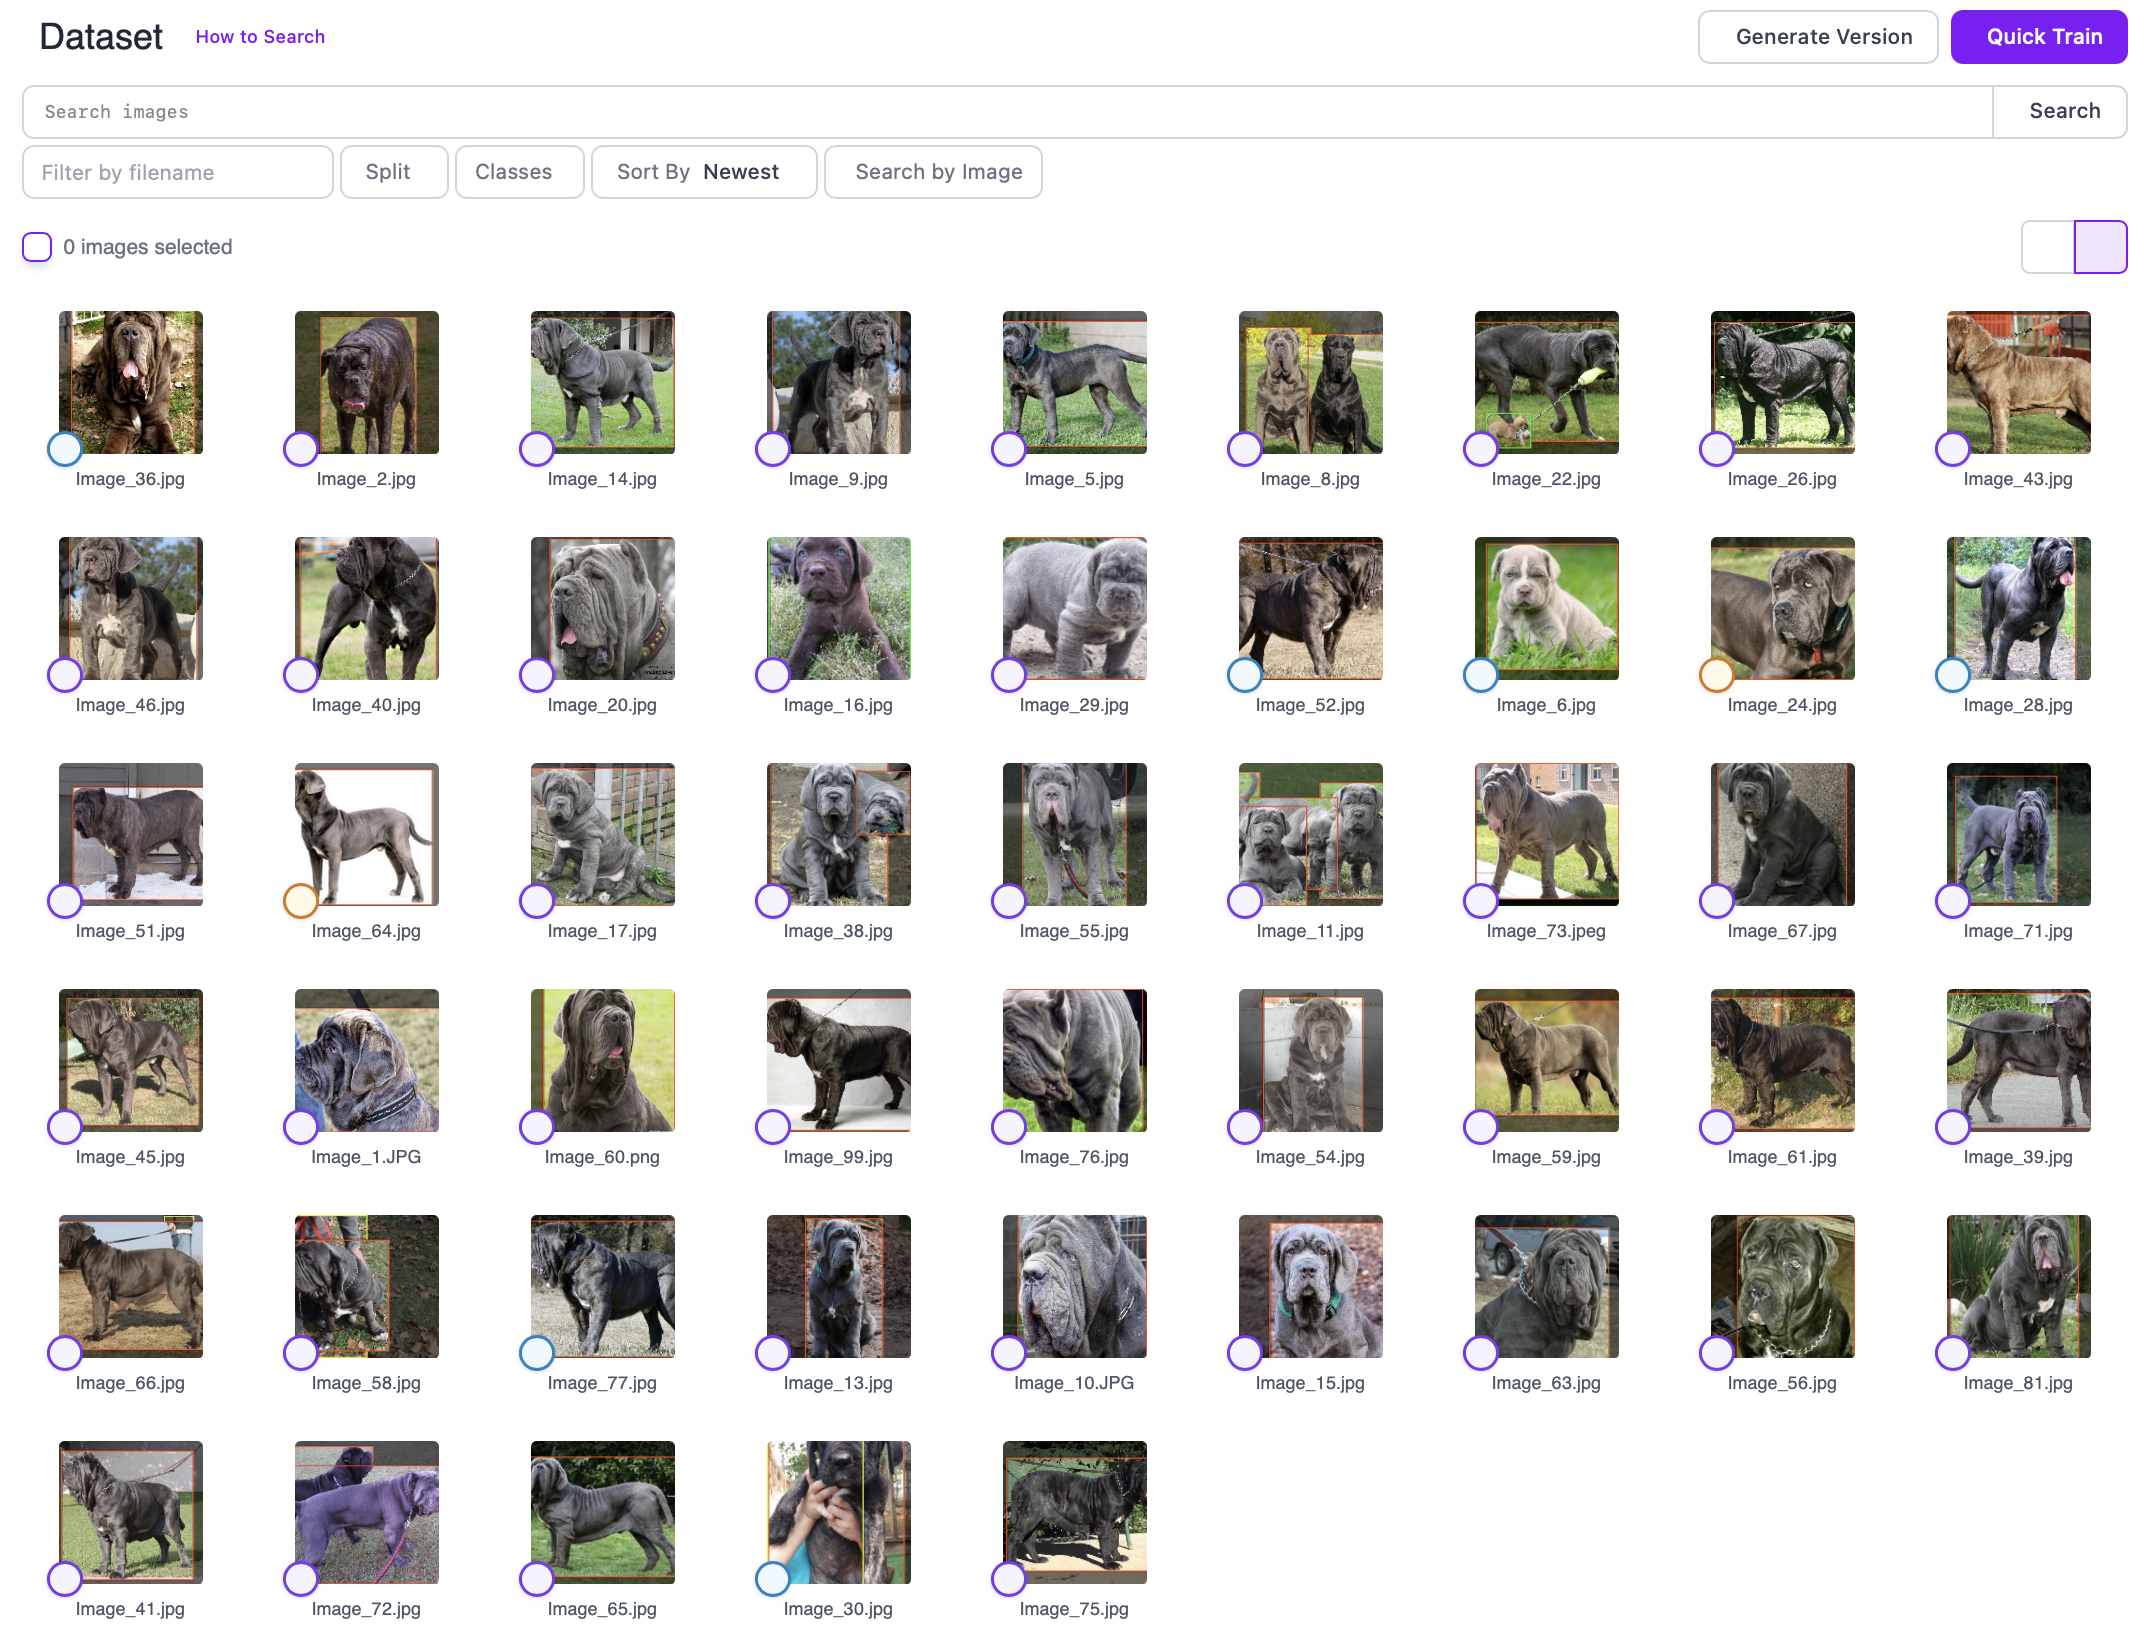 Dataset How to Search Generate Version Quick Train
Search images Search
Filter by filename Split Classes Sort By Newest Search by Image
0 images selected
Image_36.jpg Image_2.jpg Image_14.jpg Image_9.jpg Image_5.jpg Image_8.jpg Image_22.jpg Image_26.jpg Image_43.jpg
Image_46.jpg Image_40.jpg Image_20.jpg Image_16.jpg Image_29.jpg Image_52.jpg Image_6.jpg Image_24.jpg Image_28.jpg
Image_51.jpg Image_64.jpg Image_17.jpg Image_38.jpg Image_55.jpg Image_11.jpg Image_73.jpeg Image_67.jpg Image_71.jpg
Image_45.jpg Image_1.JPG Image_60.png Image_99.jpg Image_76.jpg Image_54.jpg Image_59.jpg Image_61.jpg Image_39.jpg
Image_66.jpg Image_58.jpg Image_77.jpg Image_13.jpg Image_10.JPG Image_15.jpg Image_63.jpg Image_56.jpg Image_81.jpg
Image_41.jpg Image_72.jpg Image_65.jpg Image_30.jpg Image_75.jpg